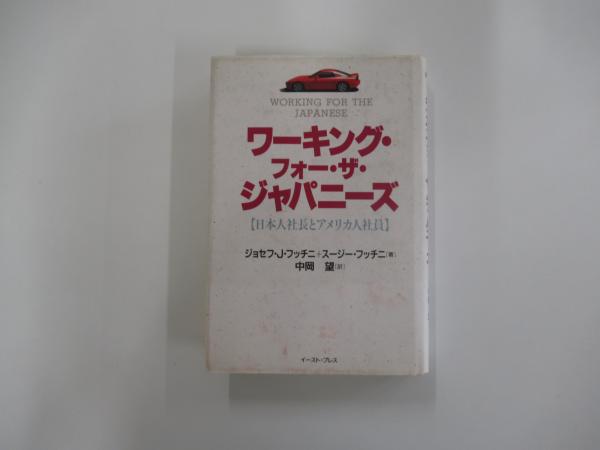 WORKING FOR THE
JAPANESE
ワーキング・
フォー・ザ・
ジャパニーズ
【日本人社長とアメリカ人社員】
ジョセフ・J・フッチニ+スージー・フッチニ(著)
中岡 望(訳)
イースト・プレス